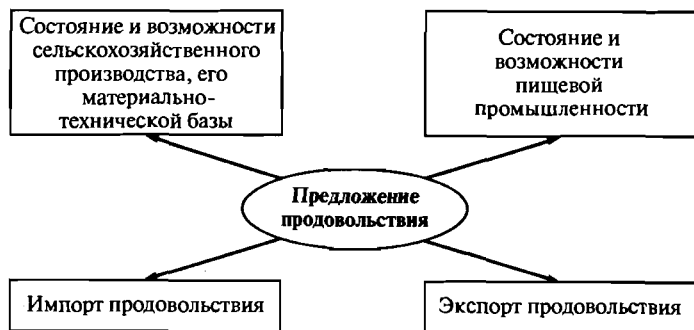 Состояние и возможности
сельскохозяйственного
производства, его
материально-
технической базы
Состояние и
возможности
пищевой
промышленности
Предложение
продовольствия
Импорт продовольствия
Экспорт продовольствия